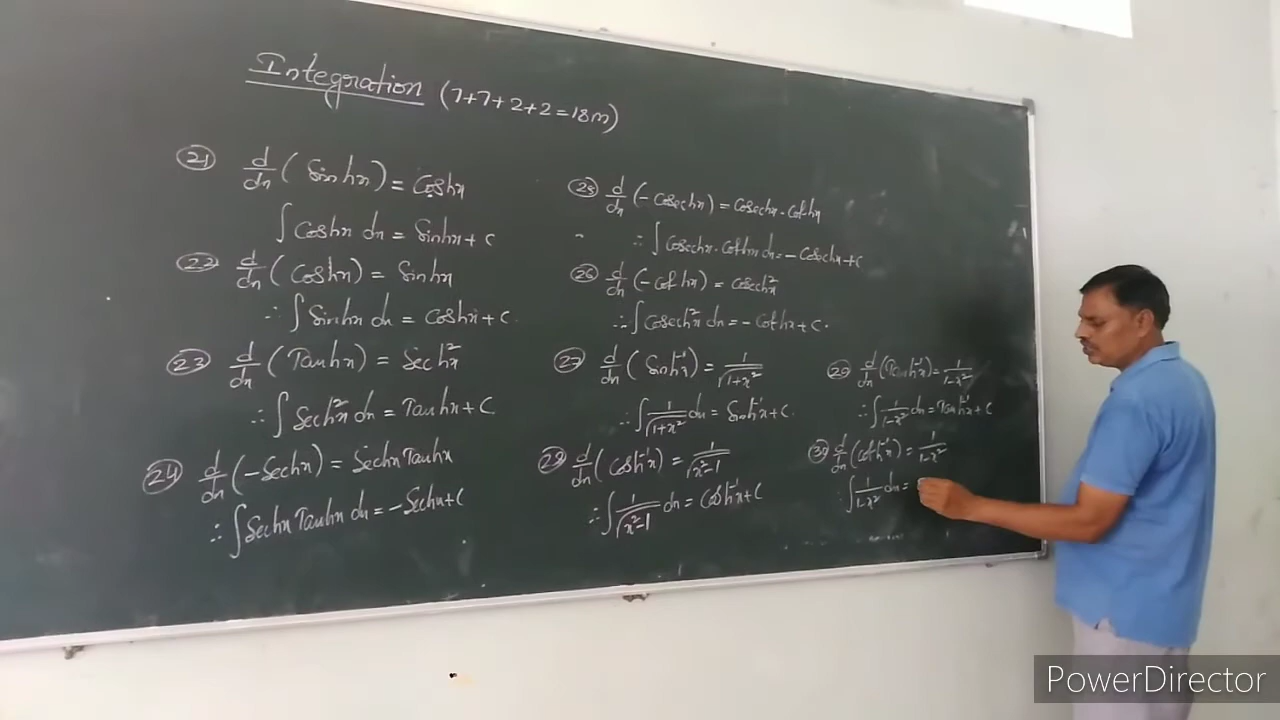 Integration (7+7+2+2=18m)
(21) d/dx (Sinhx) = Coshx
∫ Coshx dx = Sinhx + C
(22) d/dx (Coshx) = Sinhx
∴ ∫ Sinhx dx = Coshx + C.
(23) d/dx (Tanhx) = Sech²x
∴ ∫ Sech²x dx = Tanhx + C
(24) d/dx (-Sechx) = Sechx Tanhx
∴ ∫ Sechx Tanhx dx = -Sechx + C
(25) d/dx (-Cosechx) = Cosechx · Cothx
∴ ∫ Cosechx · Cothx dx = -Cosechx + C
(26) d/dx (-Cothx) = Cosech²x
∴ ∫ Cosech²x dx = -Cothx + C.
(27) d/dx (Sinh⁻¹x) = 1/√(1+x²)
∴ ∫ 1/√(1+x²) dx = Sinh⁻¹x + C.
(28) d/dx (Cosh⁻¹x) = 1/√(x²-1)
∴ ∫ 1/√(x²-1) dx = Cosh⁻¹x + C
(29) d/dx (Tanh⁻¹x) = 1/(1-x²)
∴ ∫ 1/(1-x²) dx = Tanh⁻¹x + C
(30) d/dx (Coth⁻¹x) = 1/(1-x²)
∴ ∫ 1/(1-x²) dx =
PowerDirector